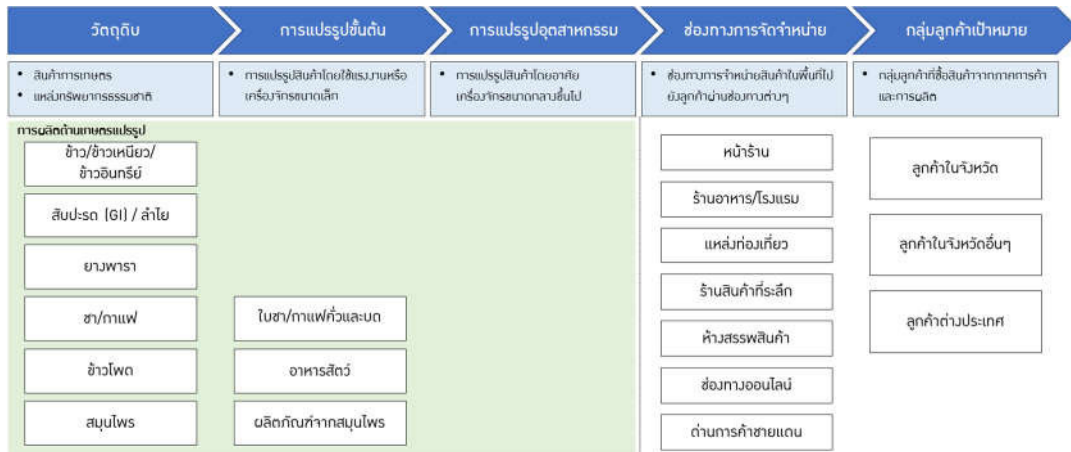 วัตถุดิบ
การแปรรูปขั้นต้น
การแปรรูปอุตสาหกรรม
ช่องทางการจัดจำหน่าย
กลุ่มลูกค้าเป้าหมาย
• สินค้าการเกษตร
• แหล่งทรัพยากรธรรมชาติ
• การแปรรูปสินค้าโดยใช้แรงงานหรือ
เครื่องจักรขนาดเล็ก
• การแปรรูปสินค้าโดยอาศัย
เครื่องจักรขนาดกลางขึ้นไป
• ช่องทางการจำหน่ายสินค้าในพื้นที่ไป
ยังลูกค้าผ่านช่องทางต่างๆ
• กลุ่มลูกค้าที่ซื้อสินค้าจากภาคการค้า
และการผลิต
การผลิตด้านเกษตรแปรรูป
ข้าว/ข้าวเหนียว/
ข้าวอินทรีย์
สับปะรด (GI) / ลำไย
ยางพารา
ชา/กาแฟ
ข้าวโพด
สมุนไพร
ใบชา/กาแฟคั่วและบด
อาหารสัตว์
ผลิตภัณฑ์จากสมุนไพร
หน้าร้าน
ร้านอาหาร/โรงแรม
แหล่งท่องเที่ยว
ร้านสินค้าที่ระลึก
ห้างสรรพสินค้า
ช่องทางออนไลน์
ด่านการค้าชายแดน
ลูกค้าในจังหวัด
ลูกค้าในจังหวัดอื่นๆ
ลูกค้าต่างประเทศ